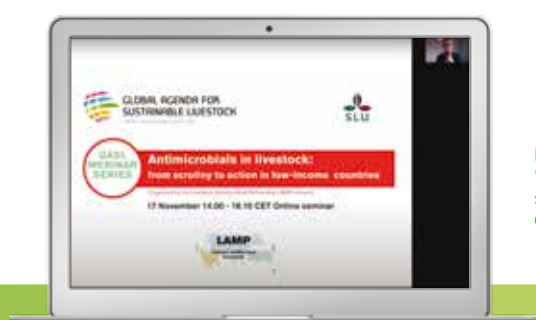 GLOBAL AGENDA FOR
SUSTAINABLE LIVESTOCK
SLU
GASL
WEBINAR
SERIES
Antimicrobials in livestock:
from scrutiny to action in low-income countries
17 November 14.00 - 16.10 CET Online seminar
LAMP